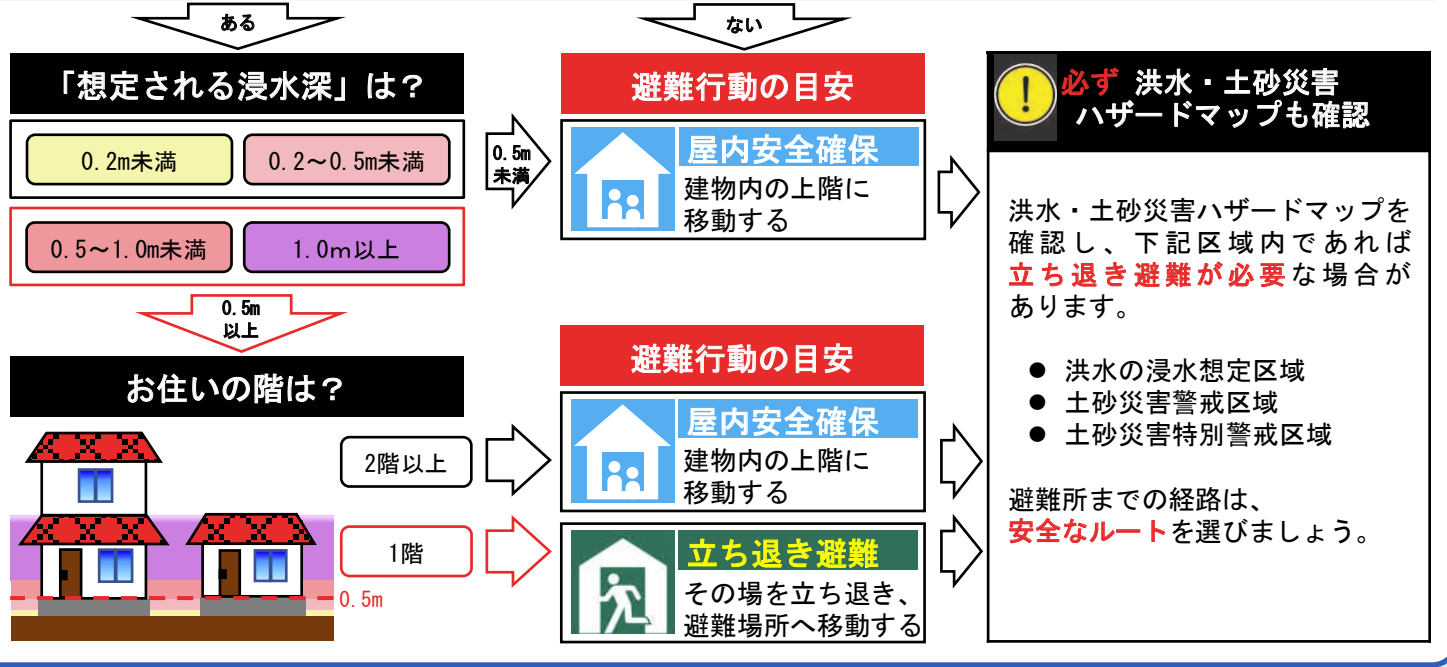 ある
ない
「想定される浸水深」は？
0.2m未満
0.2～0.5m未満
0.5～1.0m未満
1.0ｍ以上
0.5m
未満
避難行動の目安
屋内安全確保
建物内の上階に
移動する
0.5m
以上
お住いの階は？
2階以上
1階
0.5m
避難行動の目安
屋内安全確保
建物内の上階に
移動する
立ち退き避難
その場を立ち退き、
避難場所へ移動する
必ず 洪水・土砂災害
ハザードマップも確認
洪水・土砂災害ハザードマップを
確認し、下記区域内であれば
立ち退き避難が必要な場合が
あります。
● 洪水の浸水想定区域
● 土砂災害警戒区域
● 土砂災害特別警戒区域
避難所までの経路は、
安全なルートを選びましょう。